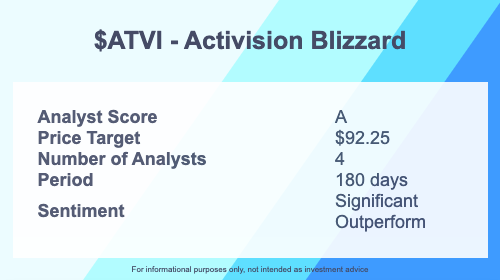 $ATVI - Activision Blizzard
Analyst Score A
Price Target $92.25
Number of Analysts 4
Period 180 days
Sentiment Significant
Outperform
For informational purposes only, not intended as investment advice